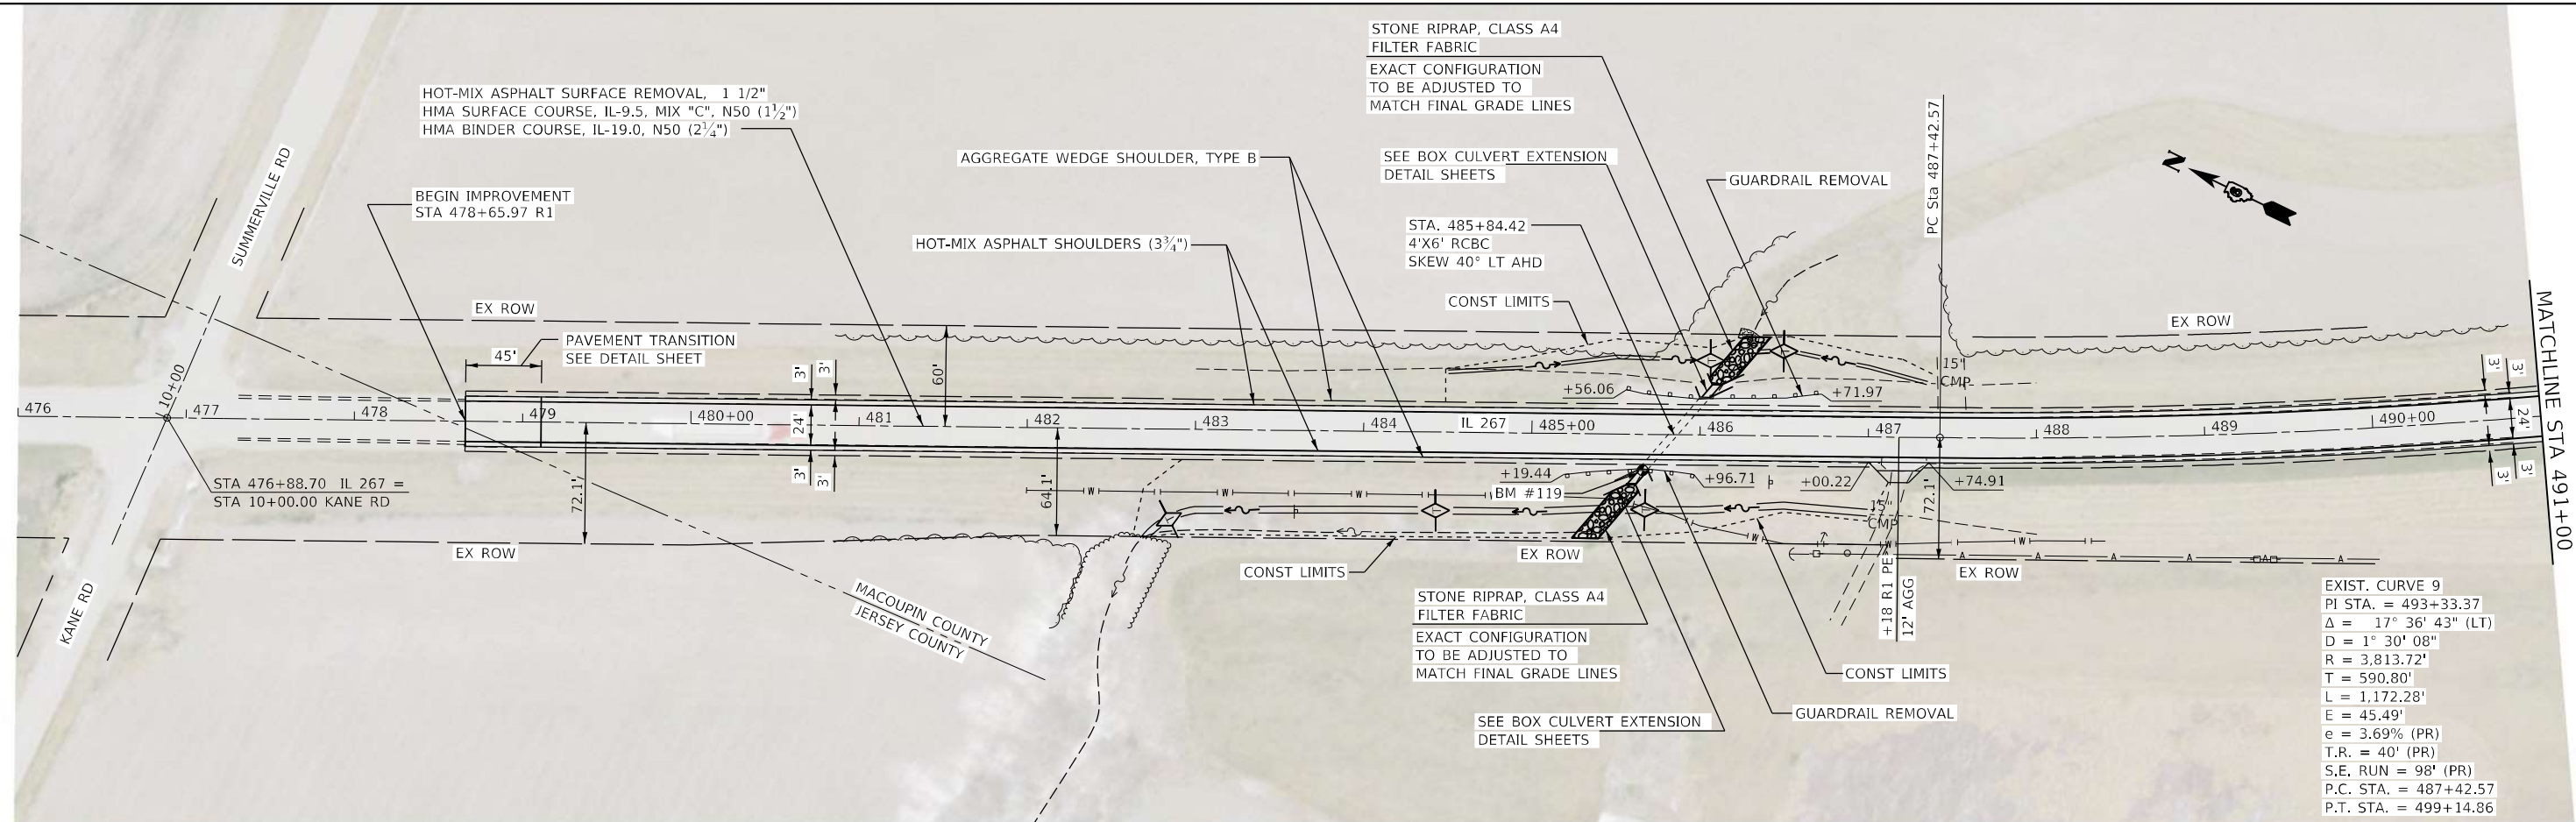 STONE RIPRAP, CLASS A4
FILTER FABRIC
EXACT CONFIGURATION
TO BE ADJUSTED TO
MATCH FINAL GRADE LINES
HOT-MIX ASPHALT SURFACE REMOVAL, 1 1/2"
HMA SURFACE COURSE, IL-9.5, MIX "C", N50 (1½")
HMA BINDER COURSE, IL-19.0, N50 (2¼")
PC Sta 487+42.57
SUMMERVILLE RD
AGGREGATE WEDGE SHOULDER, TYPE B
SEE BOX CULVERT EXTENSION
DETAIL SHEETS
GUARDRAIL REMOVAL
N
BEGIN IMPROVEMENT
STA 478+65.97 R1
HOT-MIX ASPHALT SHOULDERS (3¾")
STA. 485+84.42
4'X6' RCBC
SKEW 40° LT AHD
CONST LIMITS
EX ROW
EX ROW
MATCHLINE STA 491+00
PAVEMENT TRANSITION
SEE DETAIL SHEET
45'
3'
3'
60'
15"
CMP
3'
3'
10+00
+56.06
+71.97
476
477
478
479
480+00
24'
481
482
483
484
IL 267
485+00
486
487
488
489
490+00
24'
3'
3'
3'
3'
STA 476+88.70 IL 267 =
STA 10+00.00 KANE RD
72.1'
64.1'
+19.44
BM #119
+96.71
+00.22
+74.91
W
W
W
W
15"
CMP
72.1'
EX ROW
EX ROW
W
W
W
A
A
A
A
A
A
EX ROW
CONST LIMITS
KANE RD
MACOUPIN COUNTY
JERSEY COUNTY
+18 R1 PE
12' AGG
STONE RIPRAP, CLASS A4
FILTER FABRIC
EXACT CONFIGURATION
TO BE ADJUSTED TO
MATCH FINAL GRADE LINES
CONST LIMITS
SEE BOX CULVERT EXTENSION
DETAIL SHEETS
GUARDRAIL REMOVAL
EXIST. CURVE 9
PI STA. = 493+33.37
Δ = 17° 36' 43" (LT)
D = 1° 30' 08"
R = 3,813.72'
T = 590.80'
L = 1,172.28'
E = 45.49'
e = 3.69% (PR)
T.R. = 40' (PR)
S.E. RUN = 98' (PR)
P.C. STA. = 487+42.57
P.T. STA. = 499+14.86